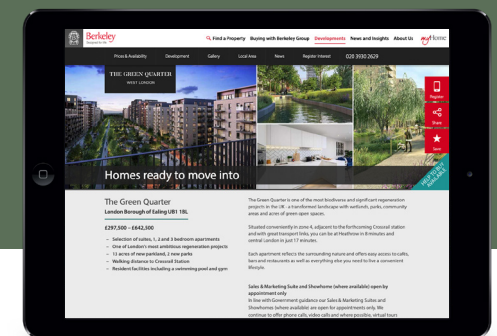 Berkeley
Designed for life
Find a Property Buying with Berkeley Group Developments News and Insights About Us myHome
Prices & Availability Development Gallery Local Area News Register Interest 020 3930 2629
THE GREEN QUARTER
WEST LONDON
Register
Share
Save
HELP TO BUY
AVAILABLE
Homes ready to move into
The Green Quarter
London Borough of Ealing UB1 1BL
£297,500 – £642,500
– Selection of suites, 1, 2 and 3 bedroom apartments
– One of London's most ambitious regeneration projects
– 13 acres of new parkland, 2 new parks
– Walking distance to Crossrail Station
– Resident facilities including a swimming pool and gym
The Green Quarter is one of the most biodiverse and significant regeneration
projects in the UK - a transformed landscape with wetlands, parks, community
areas and acres of green open spaces.
Situated conveniently in zone 4, adjacent to the forthcoming Crossrail station
and with great transport links, you can be at Heathrow in 8 minutes and
central London in just 17 minutes.
Each apartment reflects the surrounding nature and offers easy access to cafés,
bars and restaurants as well as everything else you need to live a convenient
lifestyle.
Sales & Marketing Suite and Showhome (where available) open by
appointment only
In line with Government guidance our Sales & Marketing Suites and
Showhomes (where available) are open for appointments only. We
continue to offer phone calls, video calls and where possible, virtual tours